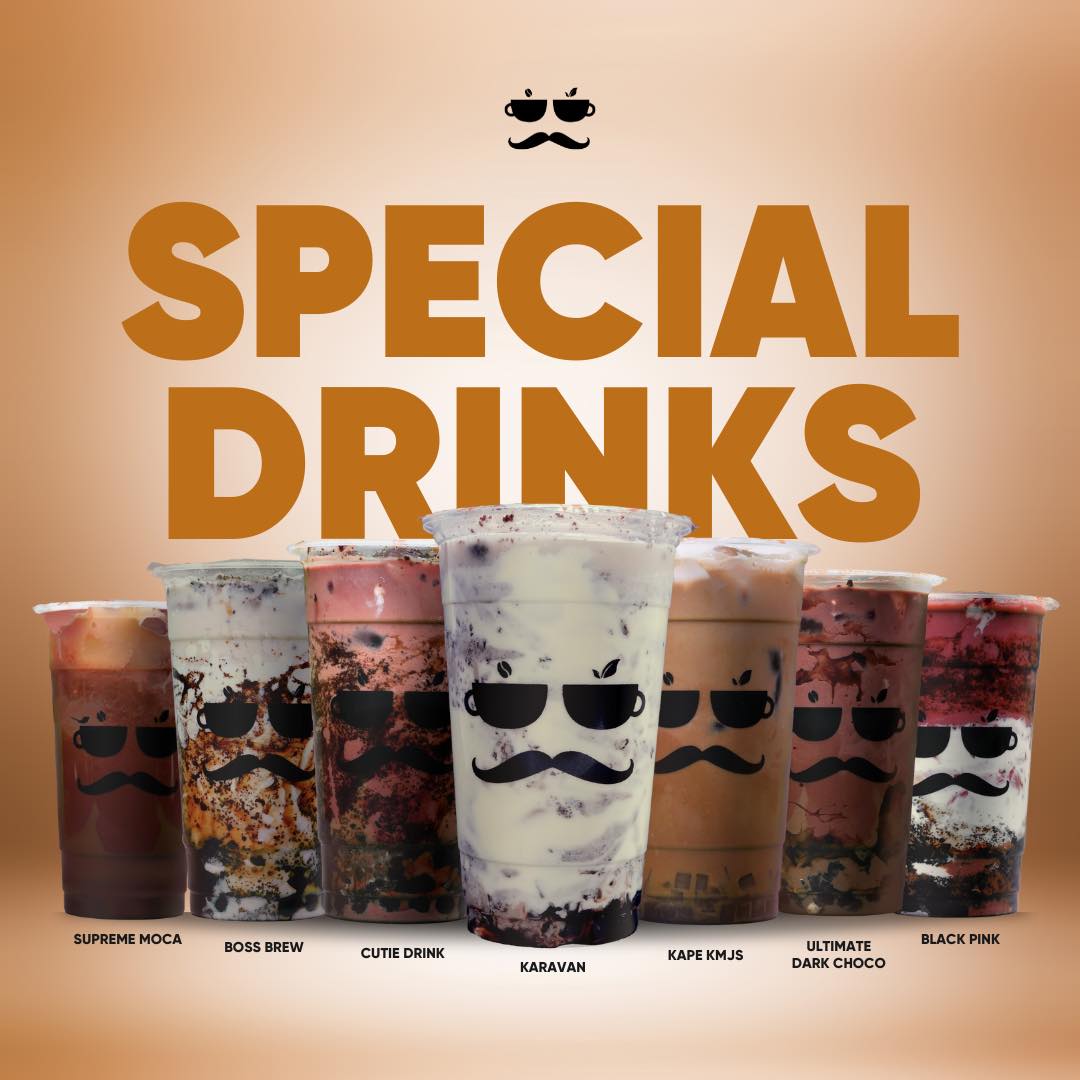 SPECIAL
DRINKS
SUPREME MOCA
BOSS BREW
CUTIE DRINK
KARAVAN
KAPE KMJS
ULTIMATE
DARK CHOCO
BLACK PINK